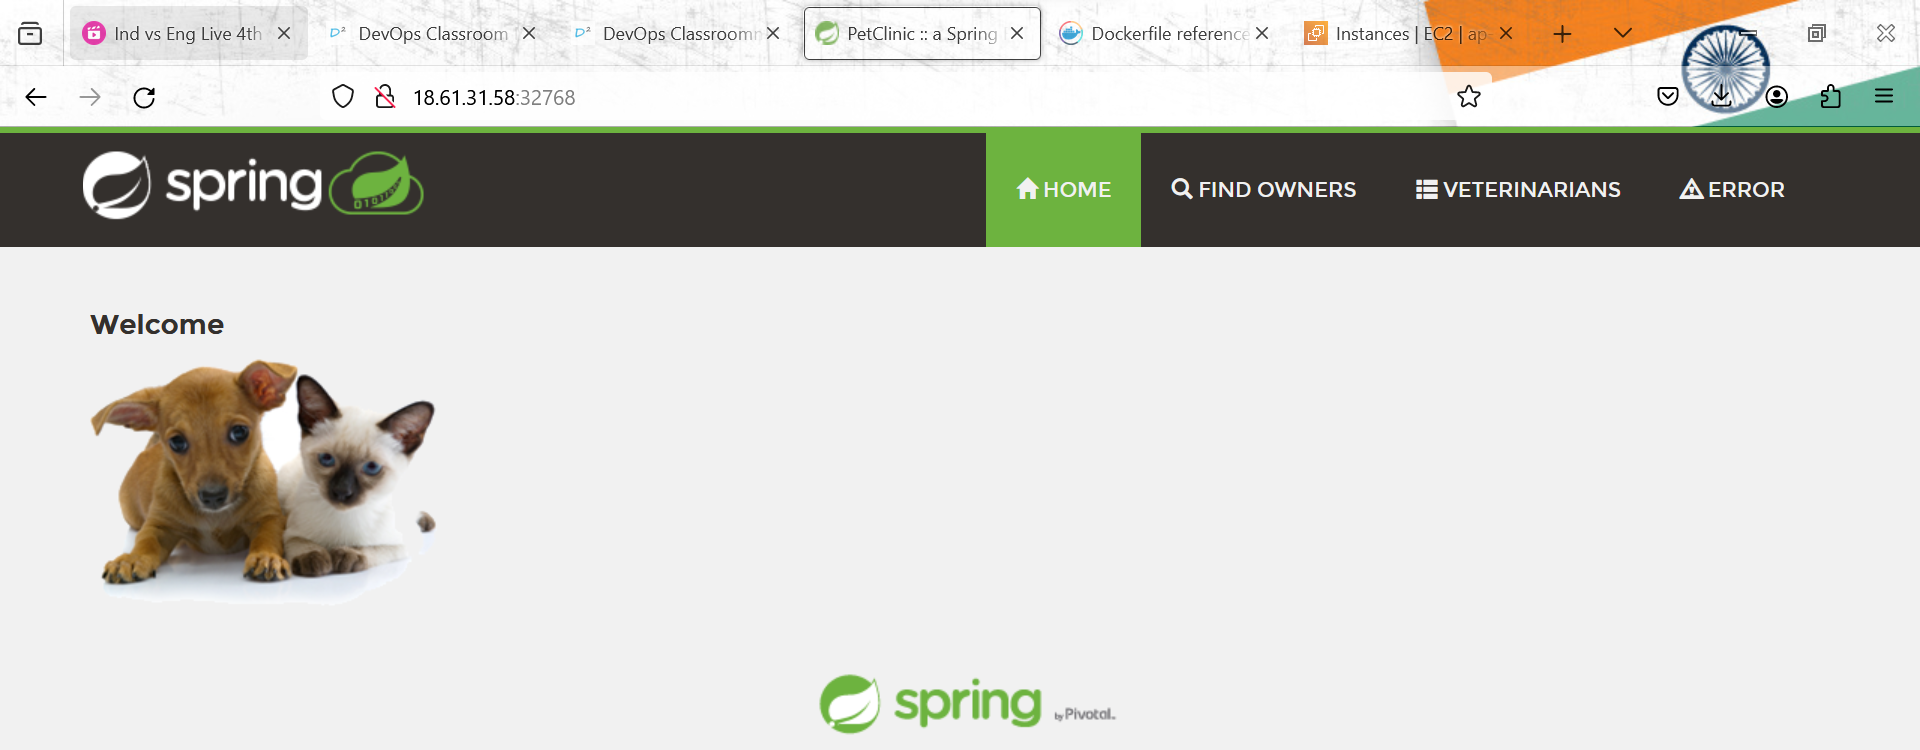 Ind vs Eng Live 4th
DevOps Classroom
DevOps Classroom
PetClinic :: a Spring
Dockerfile reference
Instances | EC2 | ap-
18.61.31.58:32768
spring
HOME
FIND OWNERS
VETERINARIANS
ERROR
Welcome
spring by Pivotal